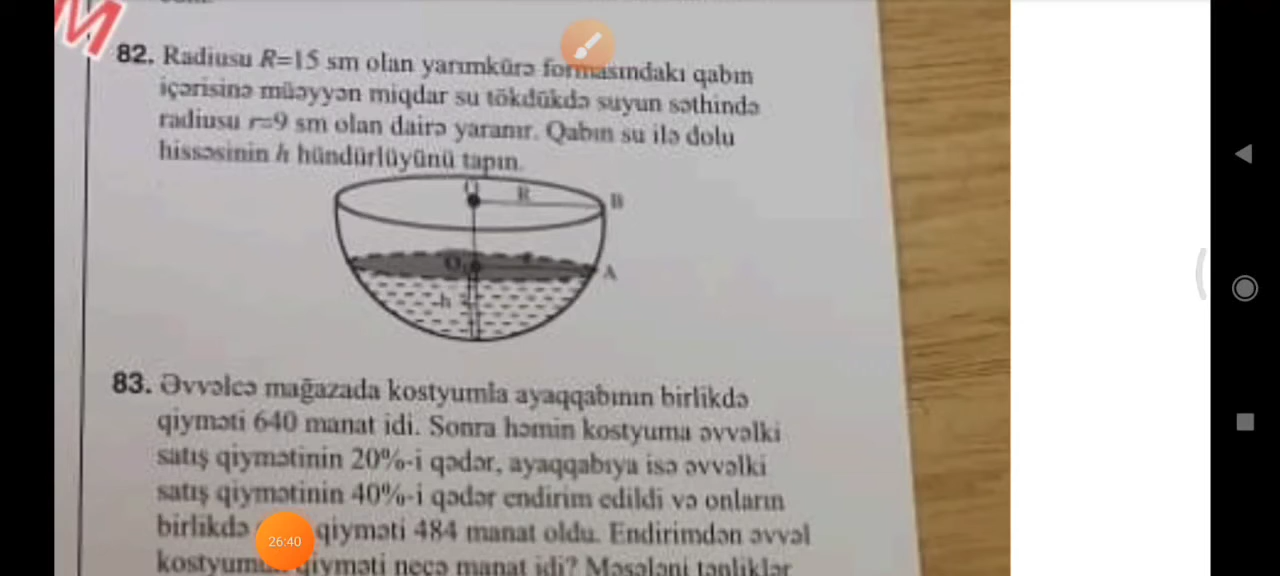 M
82. Radiusu R=15 sm olan yarımkürə formasındakı qabın
içərisinə müəyyən miqdar su tökdükdə suyun səthində
radiusu r=9 sm olan dairə yaranır. Qabın su ilə dolu
hissəsinin h hündürlüyünü tapın.
R B
A
h
83. Əvvəlcə mağazada kostyumla ayaqqabının birlikdə
qiyməti 640 manat idi. Sonra həmin kostyuma əvvəlki
satış qiymətinin 20%-i qədər, ayaqqabıya isə əvvəlki
satış qiymətinin 40%-i qədər endirim edildi və onların
birlikdə qiyməti 484 manat oldu. Endirimdən əvvəl
26:40
qiyməti neçə manat idi? Məsələni tənliklər